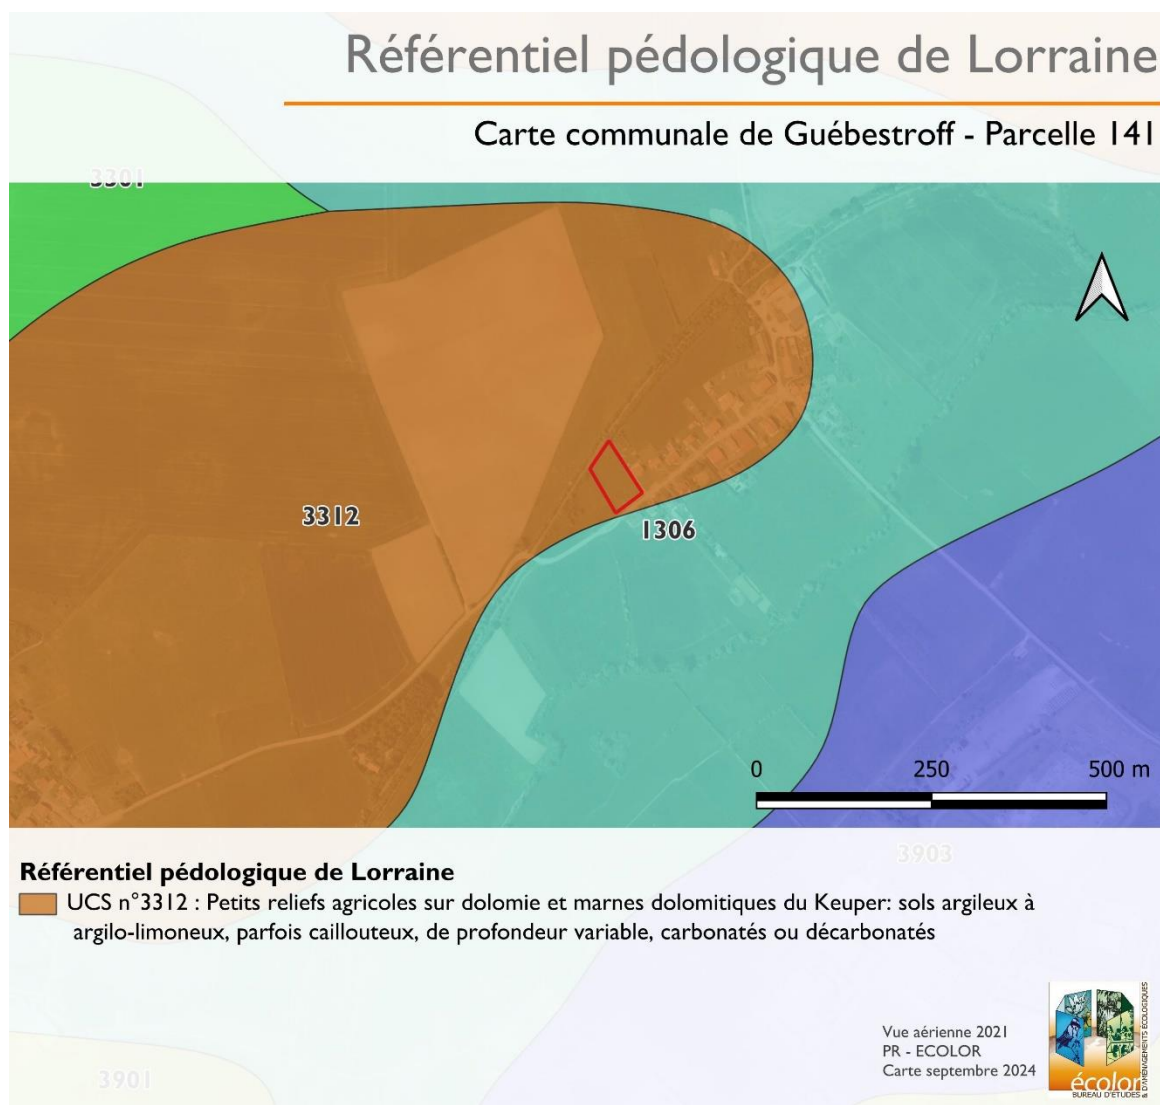 Référentiel pédologique de Lorraine
Carte communale de Guébestroff - Parcelle 141
3301
3312
1306
0 250 500 m
3903
Référentiel pédologique de Lorraine
UCS n°3312 : Petits reliefs agricoles sur dolomie et marnes dolomitiques du Keuper: sols argileux à
argilo-limoneux, parfois caillouteux, de profondeur variable, carbonatés ou décarbonatés
Vue aérienne 2021
PR - ECOLOR
Carte septembre 2024
3901
écolor
BUREAU D'ÉTUDES
& D'AMÉNAGEMENTS ÉCOLOGIQUES